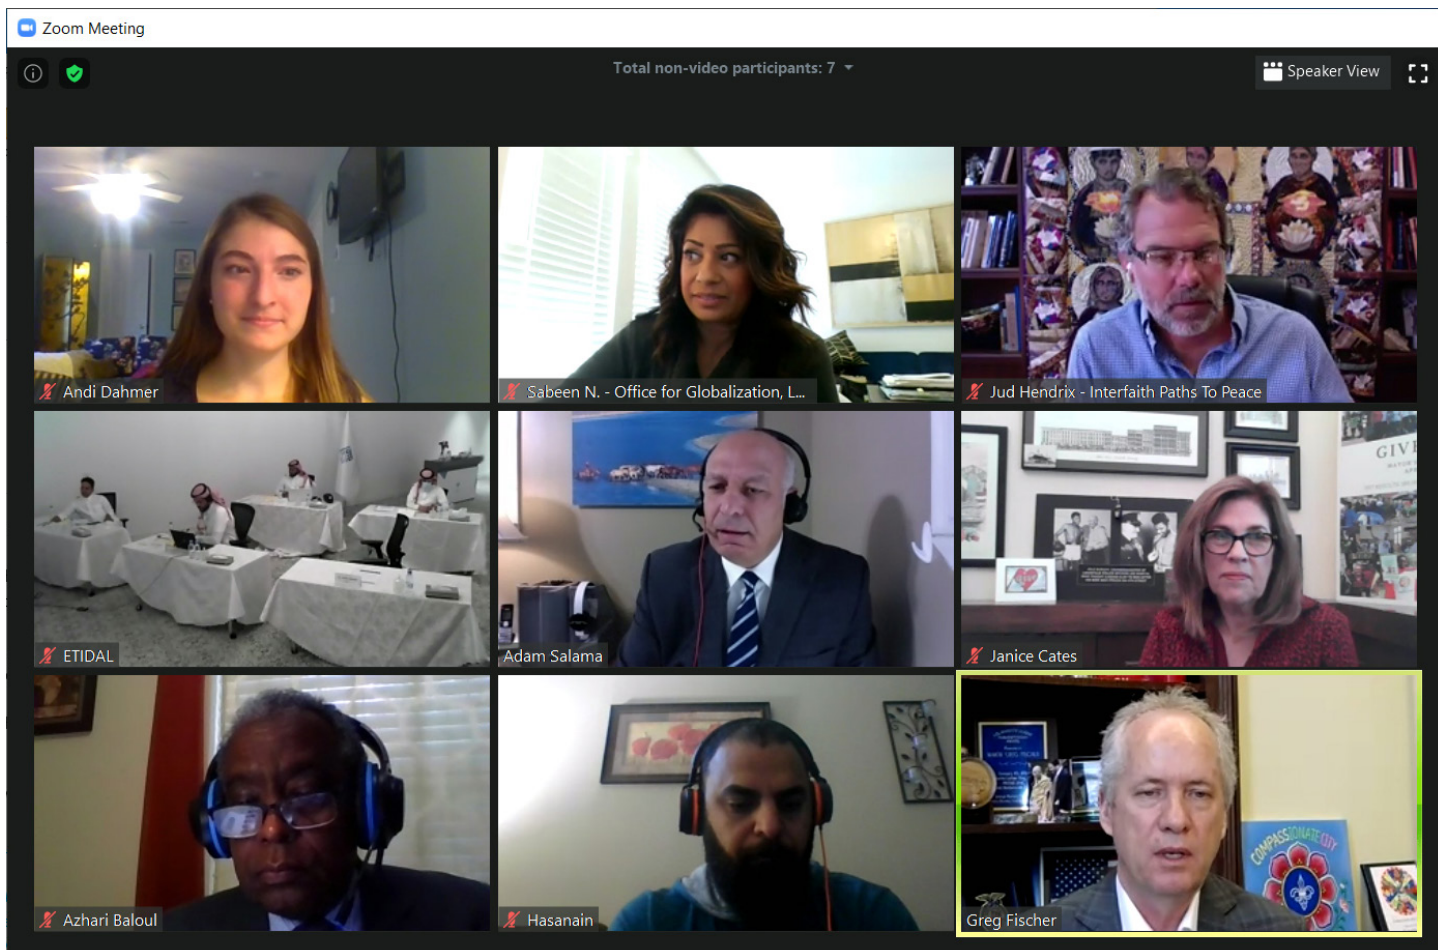 Zoom Meeting
Total non-video participants: 7
Speaker View
Andi Dahmer
Sabeen N. - Office for Globalization, L...
Jud Hendrix - Interfaith Paths To Peace
GIVE
ETIDAL
Adam Salama
Janice Cates
COMPASSIONATE CITY
Azhari Baloul
Hasanain
Greg Fischer